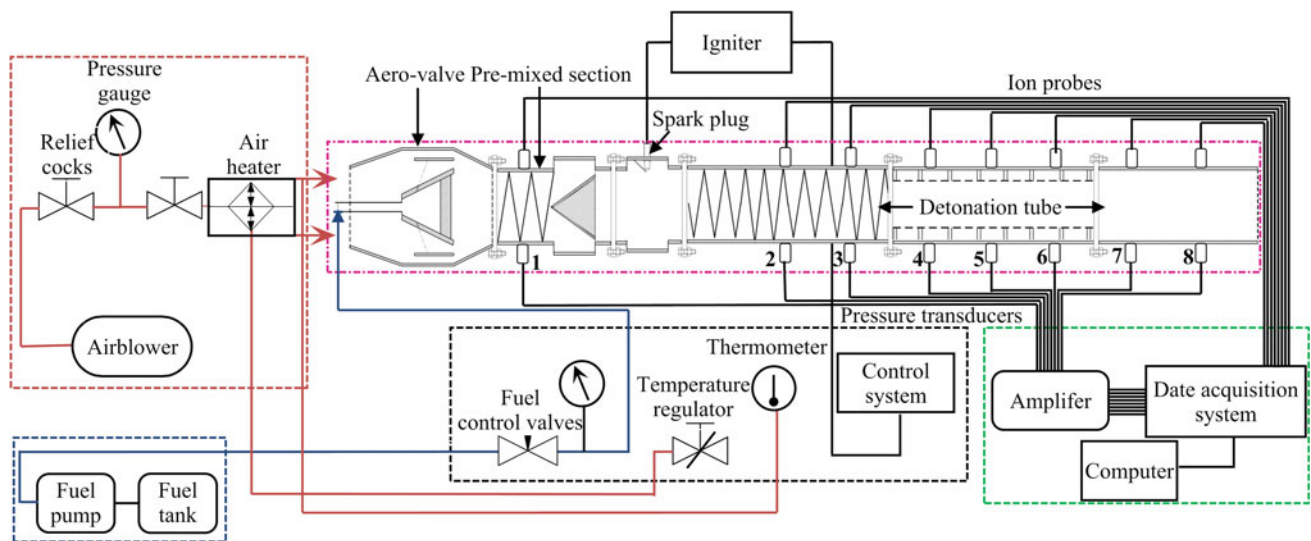 Igniter
Pressure
gauge
Aero-valve Pre-mixed section
Ion probes
Spark plug
Relief
cocks
Air
heater
Detonation tube
1
2
3
4
5
6
7
8
Pressure transducers
Airblower
Thermometer
Control
system
Fuel
control valves
Temperature
regulator
Amplifer
Date acquisition
system
Computer
Fuel
pump
Fuel
tank